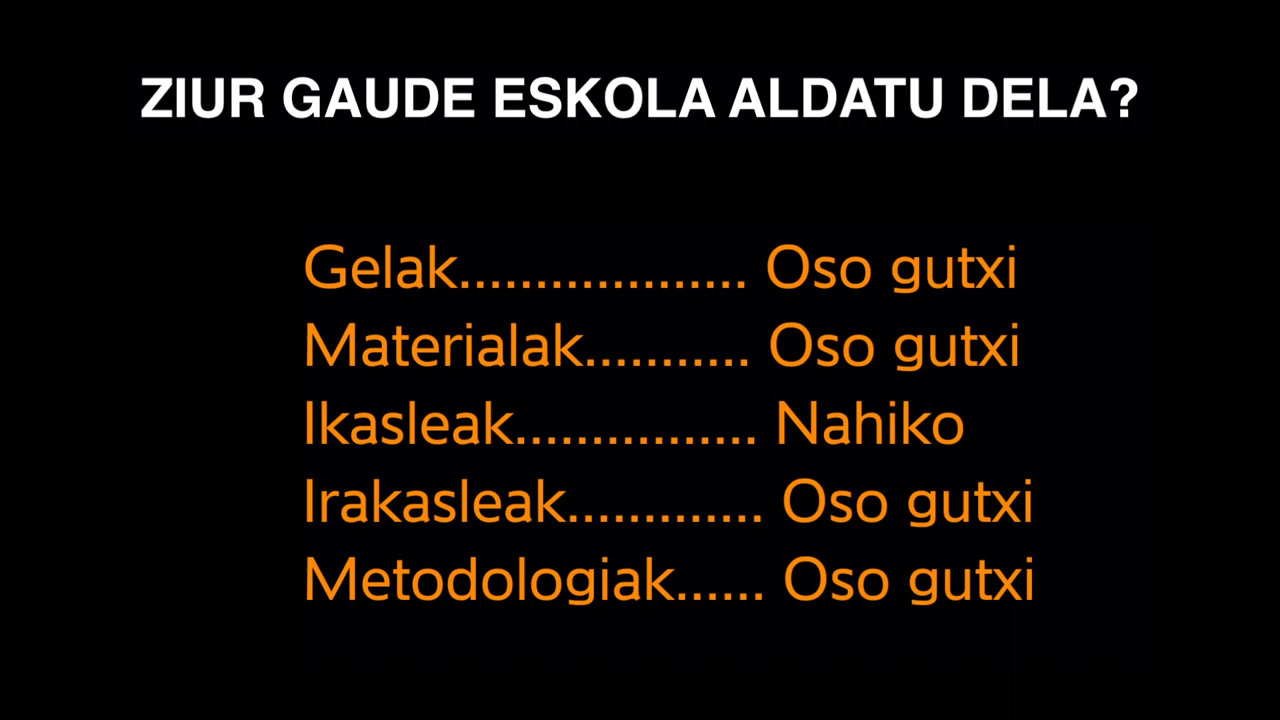 ZIUR GAUDE ESKOLA ALDATU DELA?
Gelak................... Oso gutxi
Materialak........... Oso gutxi
Ikasleak................ Nahiko
Irakasleak............. Oso gutxi
Metodologiak...... Oso gutxi